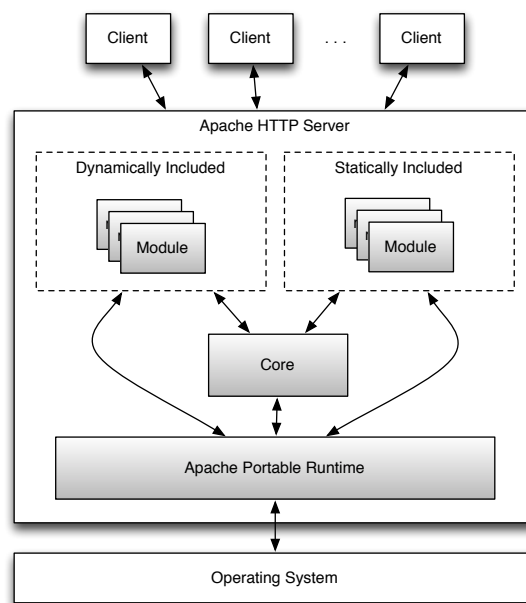 Client
Client
. . .
Client
Apache HTTP Server
Dynamically Included
Statically Included
Module
Module
Core
Apache Portable Runtime
Operating System